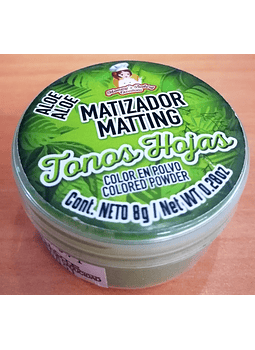 ALOE
ALOE
MATIZADOR
MATTING
Tonos Hojas
COLOR EN POLVO
COLORED POWDER
Cont. NETO 8g / Net WT 0.28oz